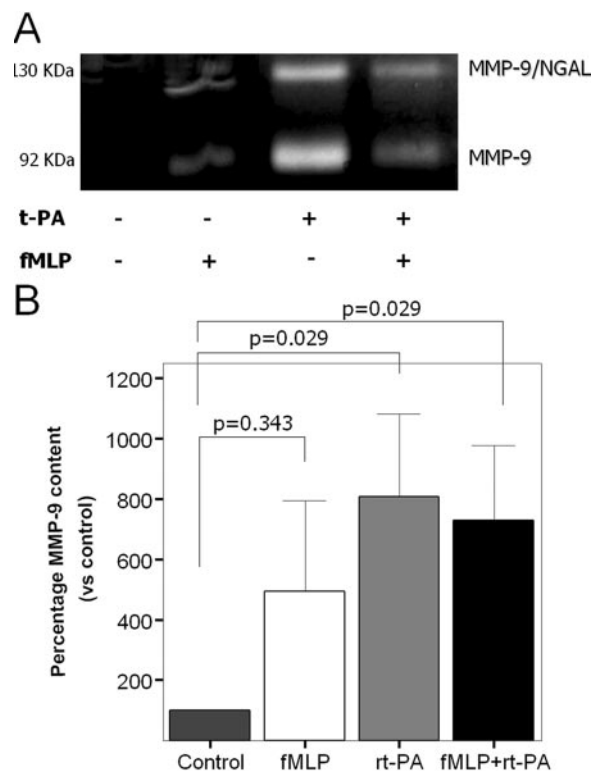 A
130 KDa
MMP-9/NGAL
92 KDa
MMP-9
t-PA - - + +
fMLP - + - +
B
p=0.029
p=0.029
p=0.343
1200
1000
800
600
400
200
Percentage MMP-9 content
(vs control)
Control fMLP rt-PA fMLP+rt-PA